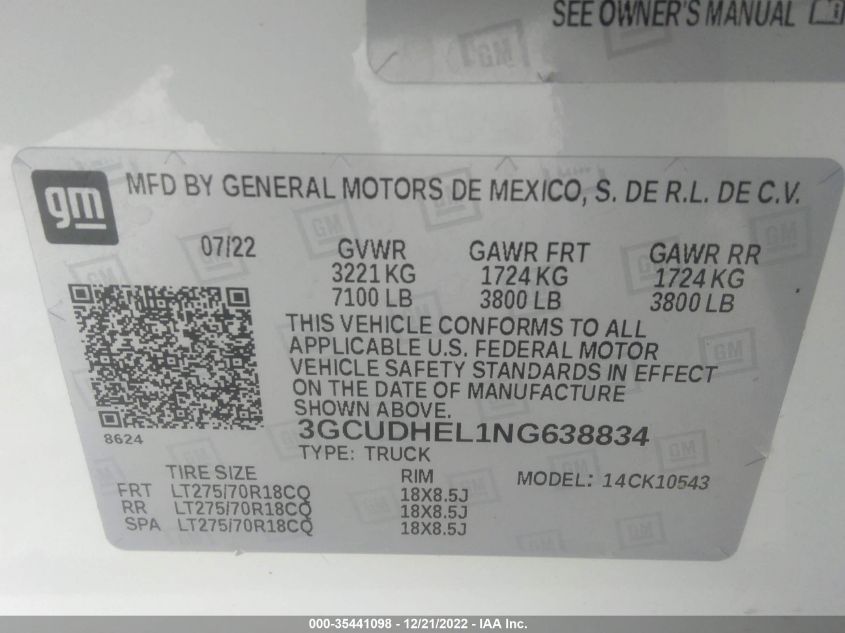 SEE OWNER'S MANUAL
gm
MFD BY GENERAL MOTORS DE MEXICO, S. DE R.L. DE C.V.
07/22 GVWR GAWR FRT GAWR RR
3221 KG 1724 KG 1724 KG
7100 LB 3800 LB 3800 LB
THIS VEHICLE CONFORMS TO ALL
APPLICABLE U.S. FEDERAL MOTOR
VEHICLE SAFETY STANDARDS IN EFFECT
ON THE DATE OF MANUFACTURE
SHOWN ABOVE.
8624
3GCUDHEL1NG638834
TYPE: TRUCK
TIRE SIZE RIM MODEL: 14CK10543
FRT LT275/70R18CQ 18X8.5J
RR LT275/70R18CQ 18X8.5J
SPA LT275/70R18CQ 18X8.5J
000-35441098 - 12/21/2022 - IAA Inc.